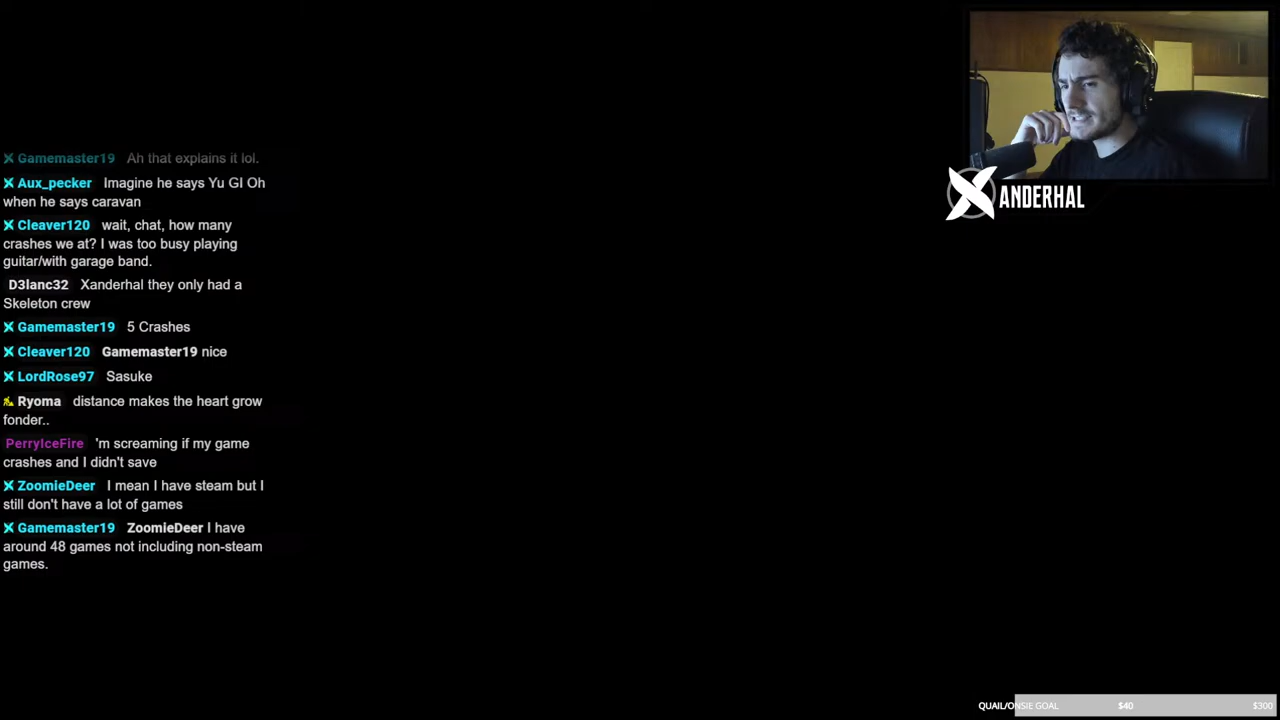 Gamemaster19 Ah that explains it lol.
Aux_pecker Imagine he says Yu GI Oh
when he says caravan
Cleaver120 wait, chat, how many
crashes we at? I was too busy playing
guitar/with garage band.
D3lanc32 Xanderhal they only had a
Skeleton crew
Gamemaster19 5 Crashes
Cleaver120 Gamemaster19 nice
LordRose97 Sasuke
Ryoma distance makes the heart grow
fonder..
PerryIceFire 'm screaming if my game
crashes and I didn't save
ZoomieDeer I mean I have steam but I
still don't have a lot of games
Gamemaster19 ZoomieDeer I have
around 48 games not including non-steam
games.
XANDERHAL
QUAIL/ONSIE GOAL $40 $300